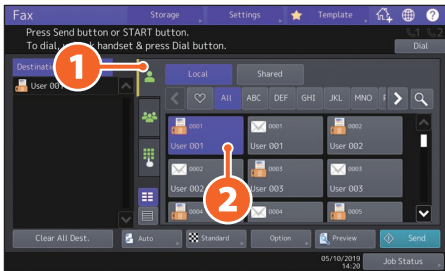 Fax
Storage
Settings
Template
Press Send button or START button.
To dial, handset & press Dial button.
Dial
1
Local
Shared
User 001
All
ABC
DEF
GHI
JKL
MNO
0001
User 001
0001
User 001
0002
User 002
0002
User 002
0003
User 003
0003
User 003
2
0004
0004
0005
Clear All Dest.
Auto
Standard
Option
Preview
Send
05/10/2019
14:20
Job Status